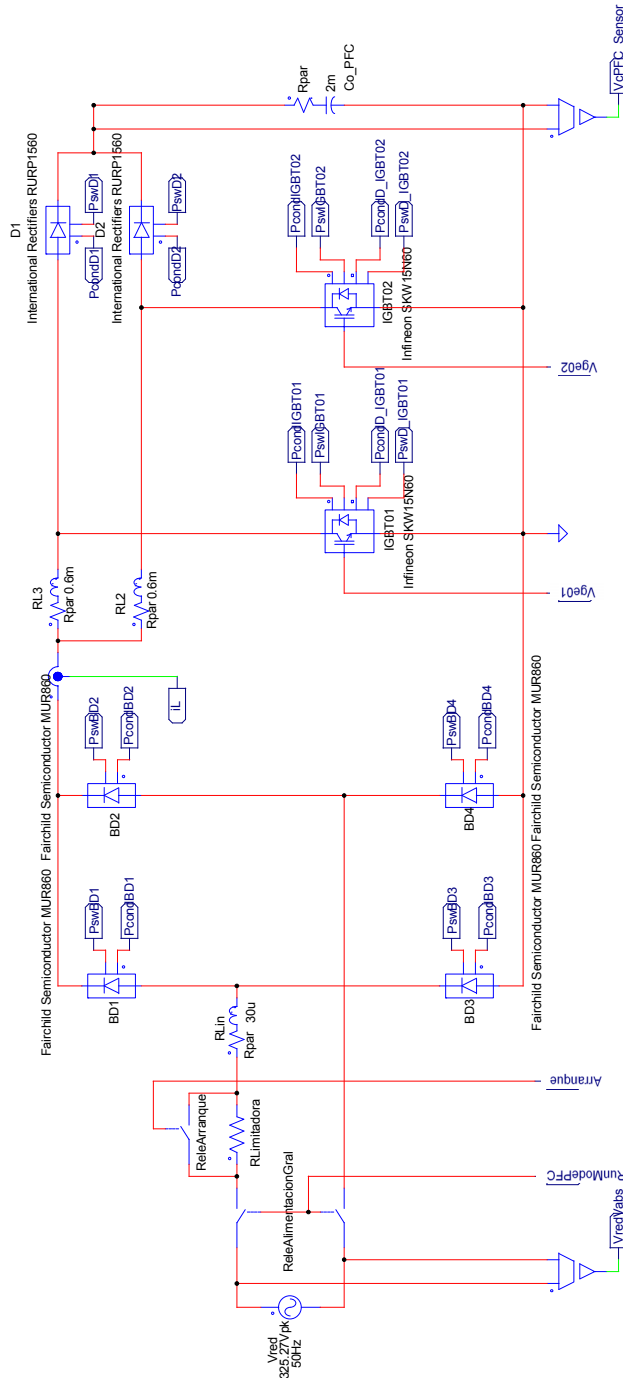 Vred
325.27Vpk
50Hz
VredVabs
ReleAlimentacionGral
RunModePFC
ReleArranque
RLimitadora
Arranque
RLin
Rpar 30u
Fairchild Semiconductor MUR860
BD1
PswBD1
PcondBD1
Fairchild Semiconductor MUR860
BD2
PswBD2
PcondBD2
BD3
PswBD3
PcondBD3
Fairchild Semiconductor MUR860
BD4
PswBD4
PcondBD4
Fairchild Semiconductor MUR860
iL
RL3
Rpar 0.6m
RL2
Rpar 0.6m
Vge01
IGBT01
Infineon SKW15N60
PcondIGBT01
PswIGBT01
PcondD_IGBT01
PswD_IGBT01
Vge02
IGBT02
Infineon SKW15N60
PcondIGBT02
PswIGBT02
PcondD_IGBT02
PswD_IGBT02
D1
International Rectifiers RURP1560
PcondD1
PswD1
D2
International Rectifiers RURP1560
PcondD2
PswD2
Rpar
2m
Co_PFC
VcPFC_Sensor